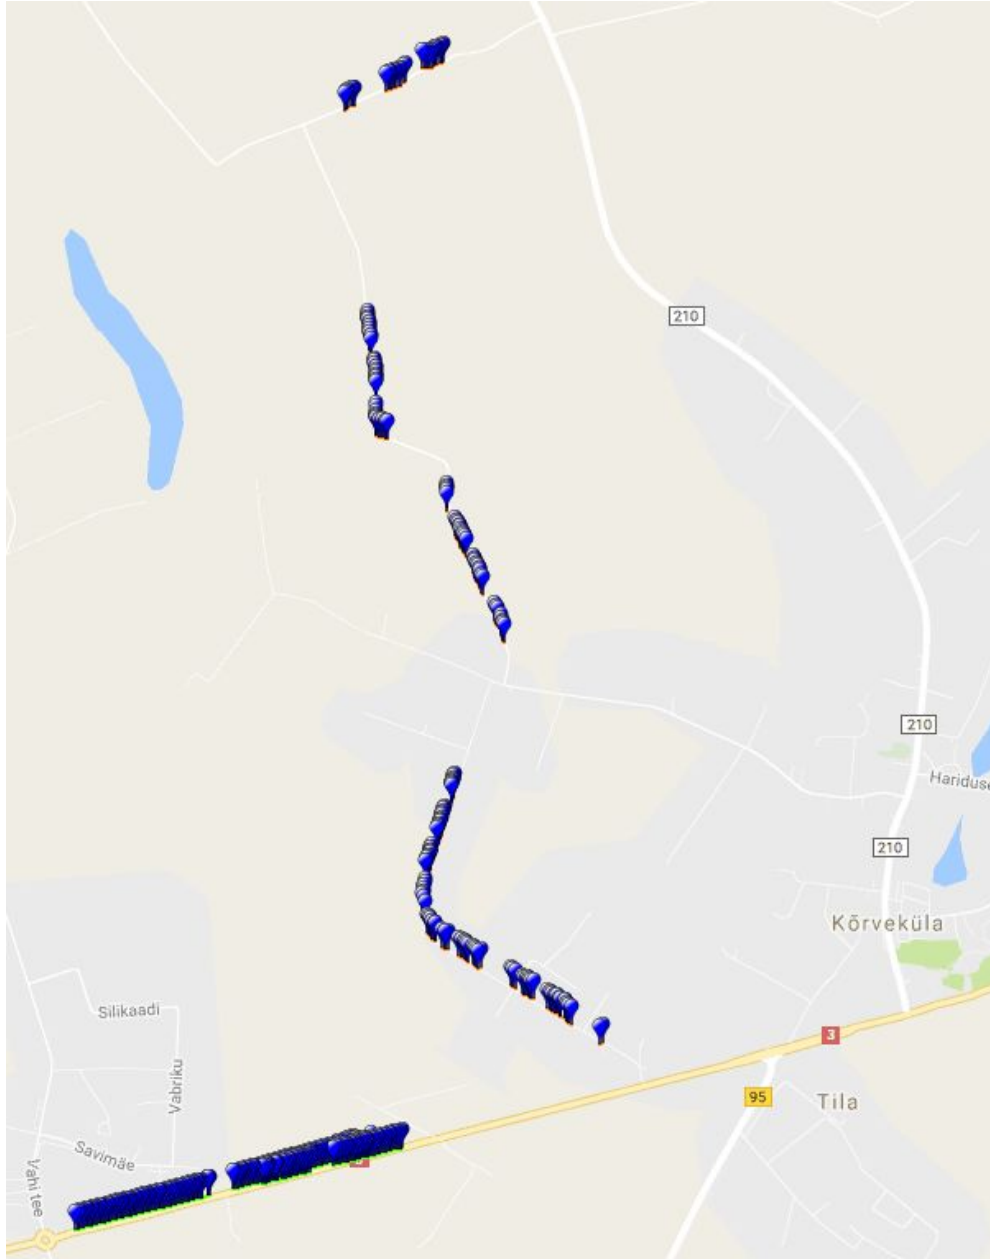 210
210
Hariduse
210
Kõrveküla
Silikaadi
3
Vabriku
95
Tila
Savimäe
Vahi tee